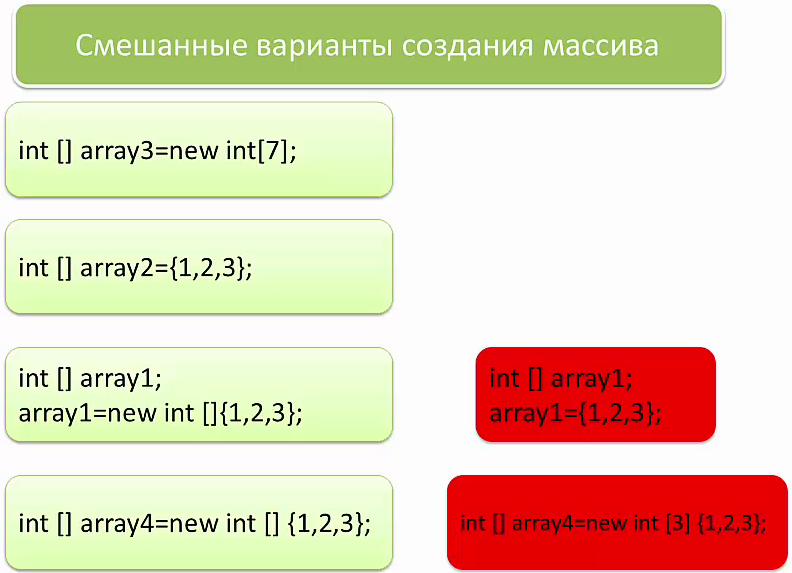 Смешанные варианты создания массива
int [] array3=new int[7];
int [] array2={1,2,3};
int [] array1;
array1=new int []{1,2,3};
int [] array1;
array1={1,2,3};
int [] array4=new int [] {1,2,3};
int [] array4=new int [3] {1,2,3};